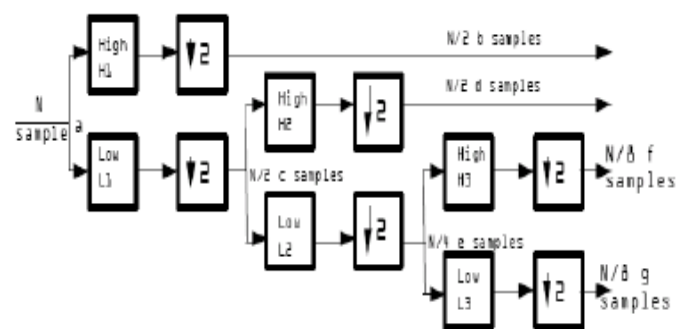 High
H1
↓2
N/2 b samples
N/2 d samples
High
H2
↓2
N
sample a
Low
L1
↓2
N/2 c samples
High
H3
↓2
N/8 f
samples
Low
L2
↓2
N/4 e samples
Low
L3
↓2
N/8 g
samples